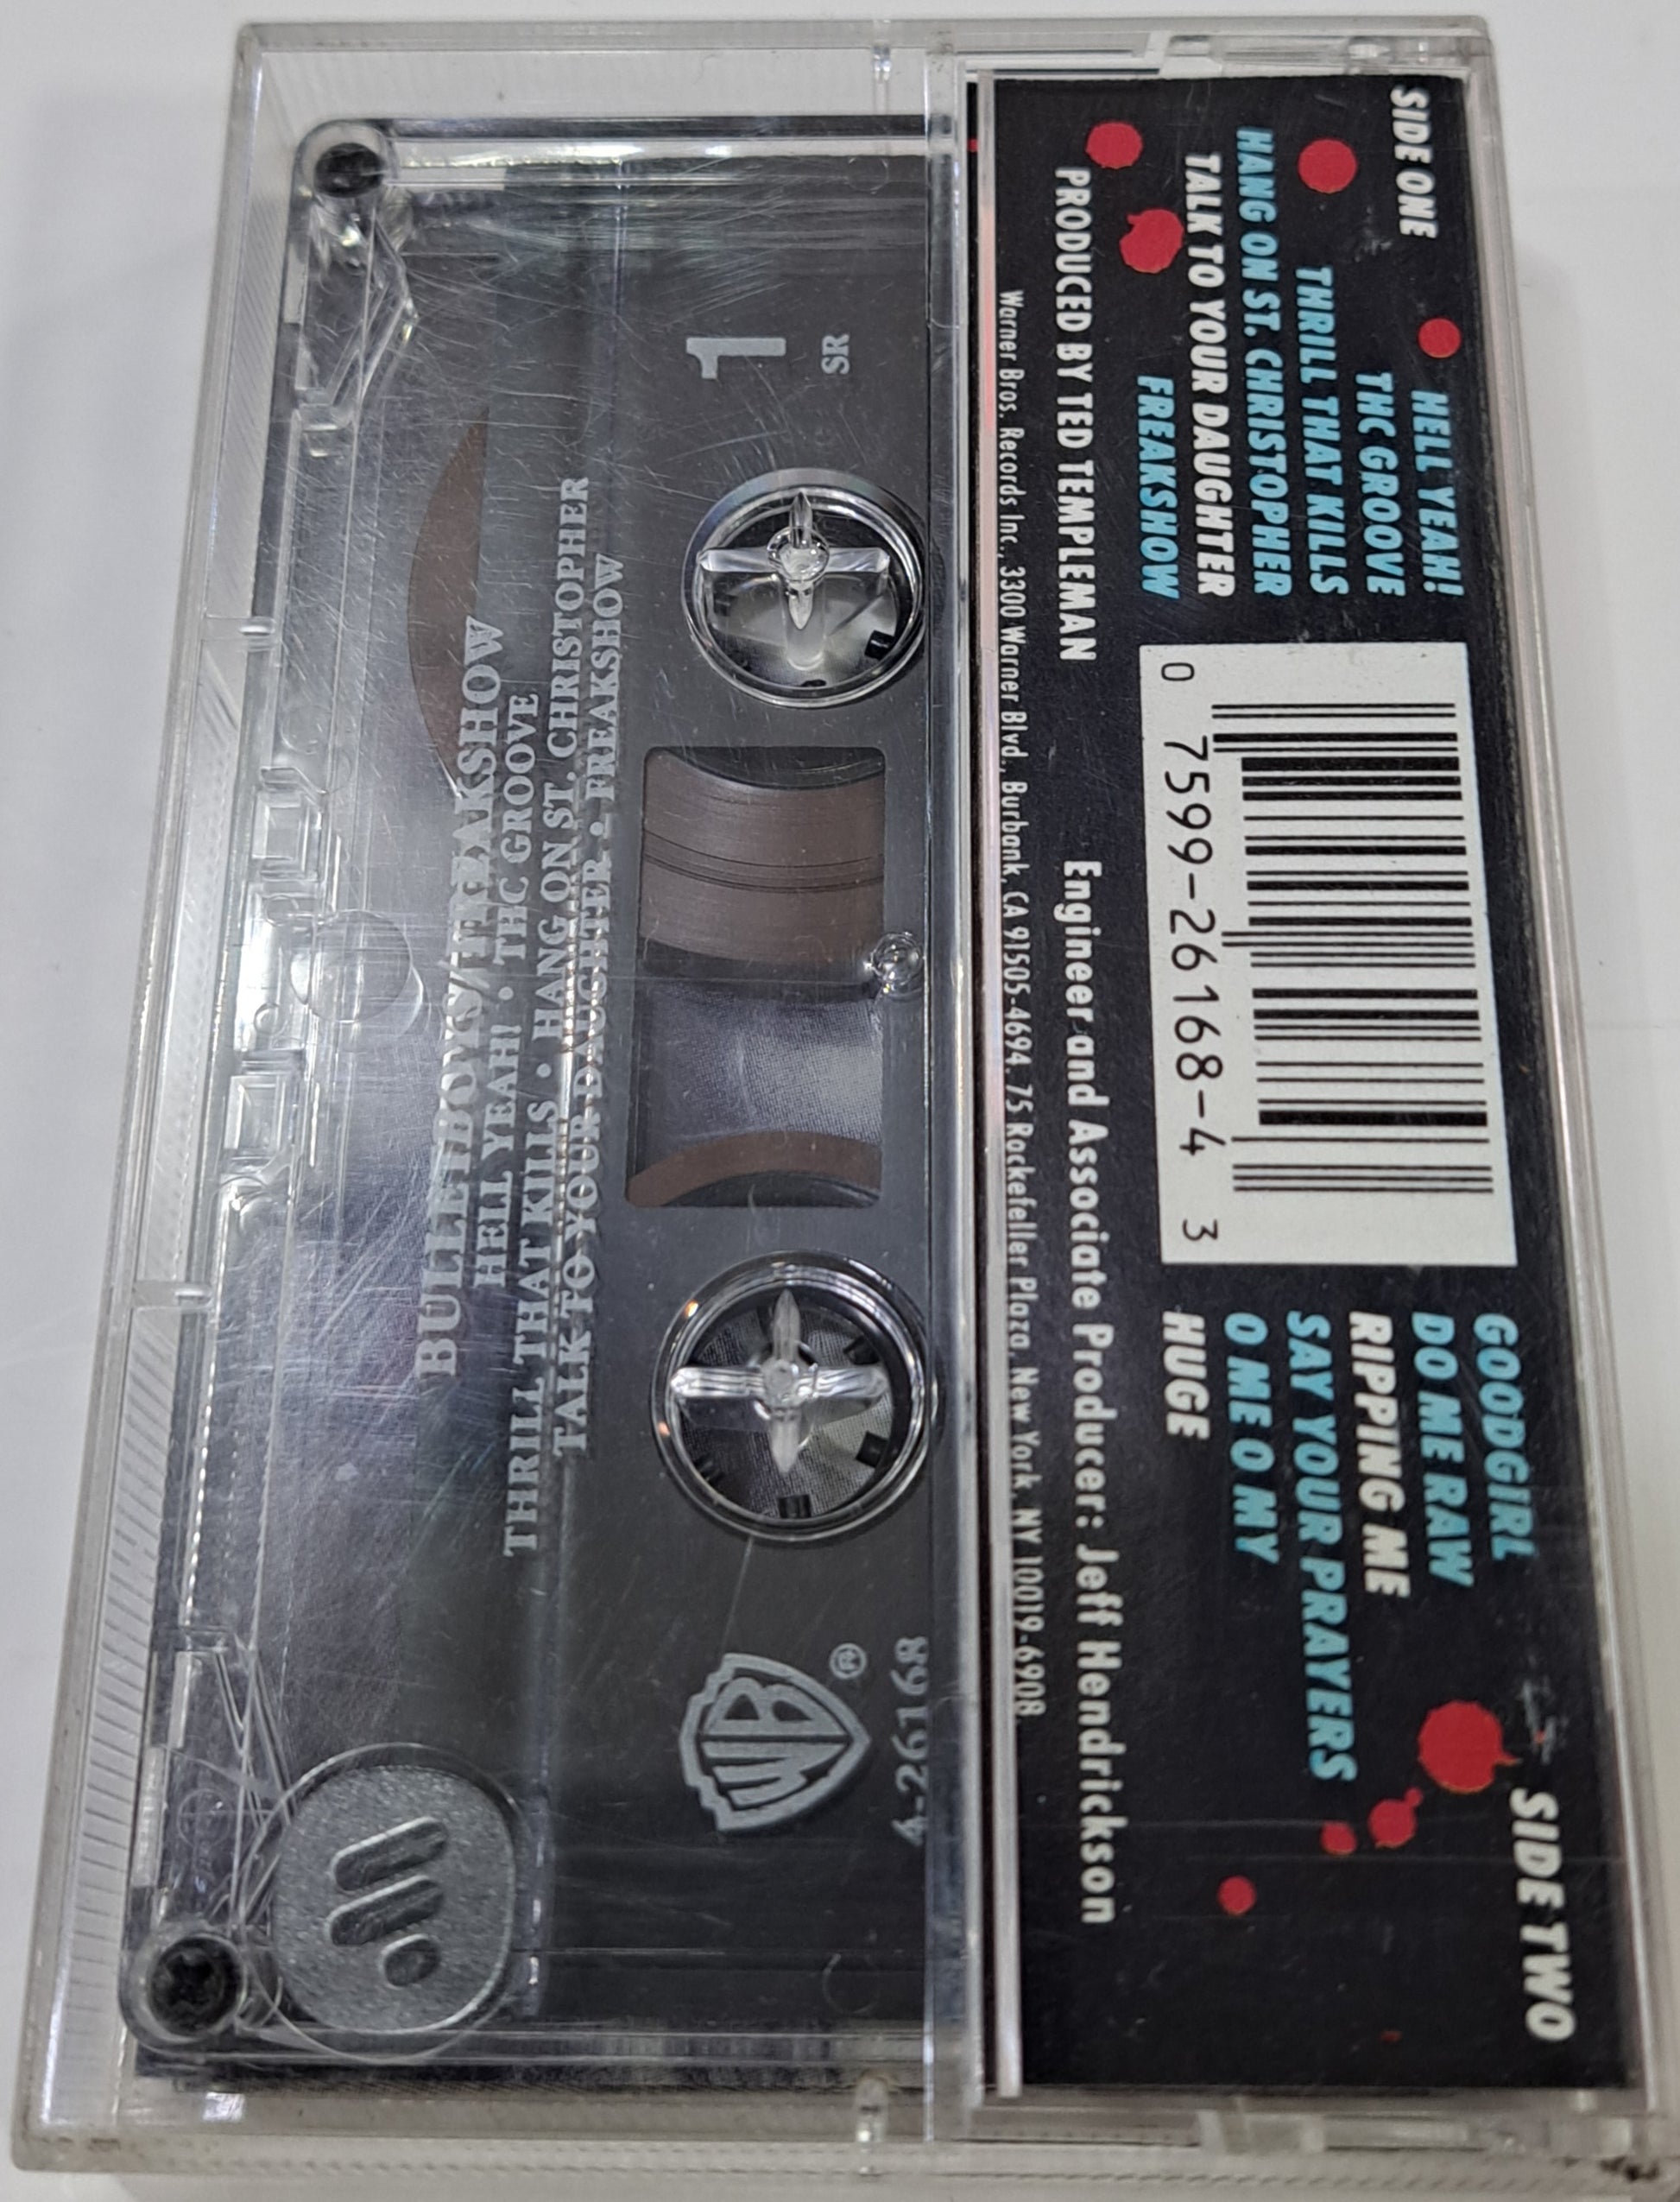 SIDE ONE
HELL YEAH!
THC GROOVE
THRILL THAT KILLS
HANG ON ST. CHRISTOPHER
TALK TO YOUR DAUGHTER
FREAKSHOW
0 7599-26168-4 3
GOODGIRL
DO ME RAW
RIPPING ME
SAY YOUR PRAYERS
O ME O MY
HUGE
SIDE TWO
PRODUCED BY TED TEMPLEMAN
Engineer and Associate Producer: Jeff Hendrickson
Warner Bros. Records Inc., 3300 Warner Blvd., Burbank, CA 91505-4694. 75 Rockefeller Plaza, New York, NY 10019-6908.
4-26168
1
SR
WB ®
BULLETBOYS/FREAKSHOW
HELL YEAH! • THC GROOVE
THRILL THAT KILLS • HANG ON ST. CHRISTOPHER
TALK TO YOUR DAUGHTER • FREAKSHOW